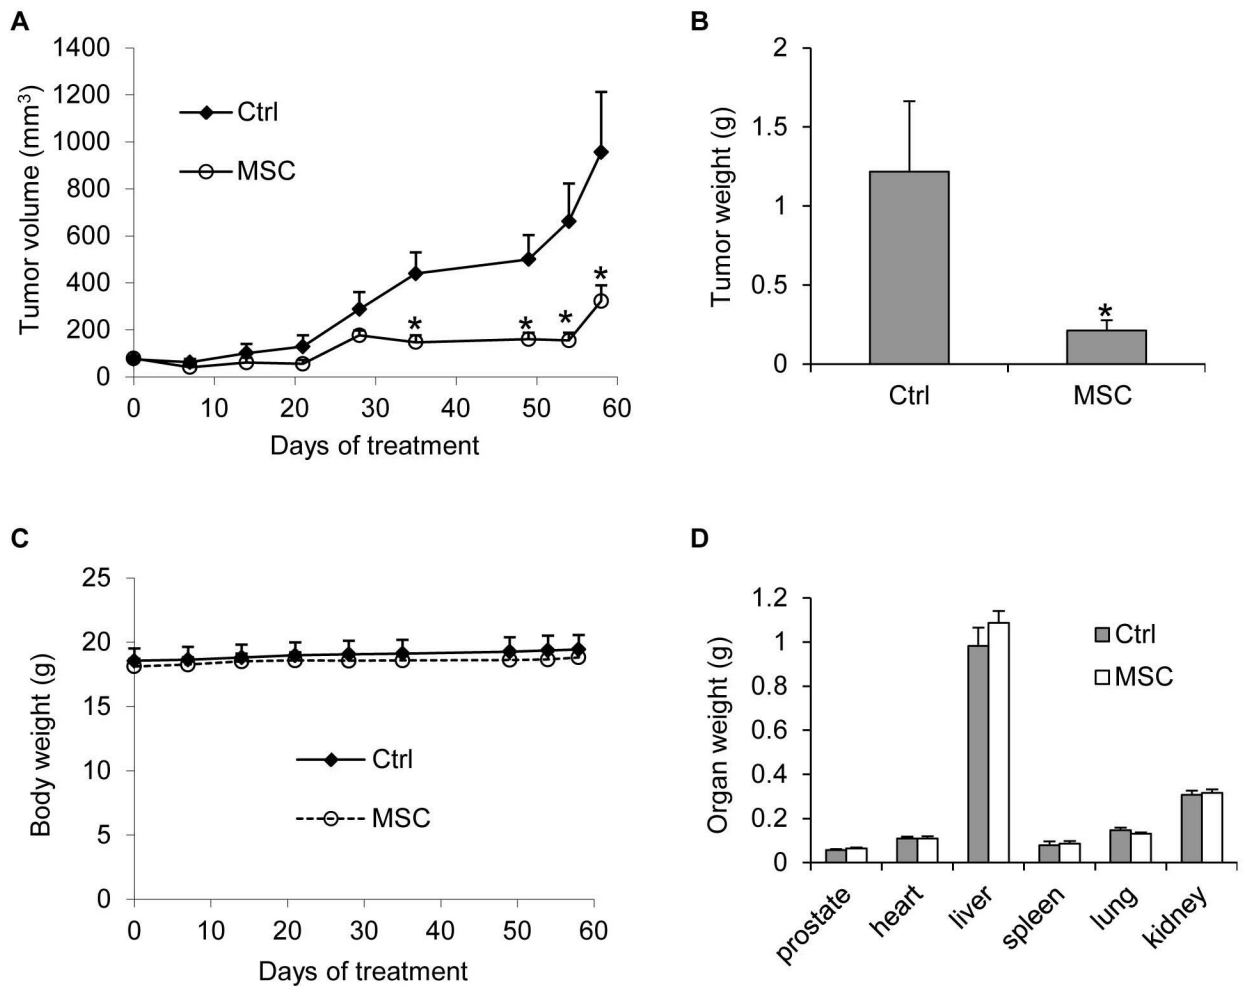 A
Tumor volume (mm³)
1400
1200
1000
800
600
400
200
0
Ctrl
MSC
*
*
*
*
0 10 20 30 40 50 60
Days of treatment
B
Tumor weight (g)
2
1.5
1
0.5
0
*
Ctrl MSC
C
Body weight (g)
25
20
15
10
5
0
Ctrl
MSC
0 10 20 30 40 50 60
Days of treatment
D
Organ weight (g)
1.2
1
0.8
0.6
0.4
0.2
0
Ctrl
MSC
prostate heart liver spleen lung kidney